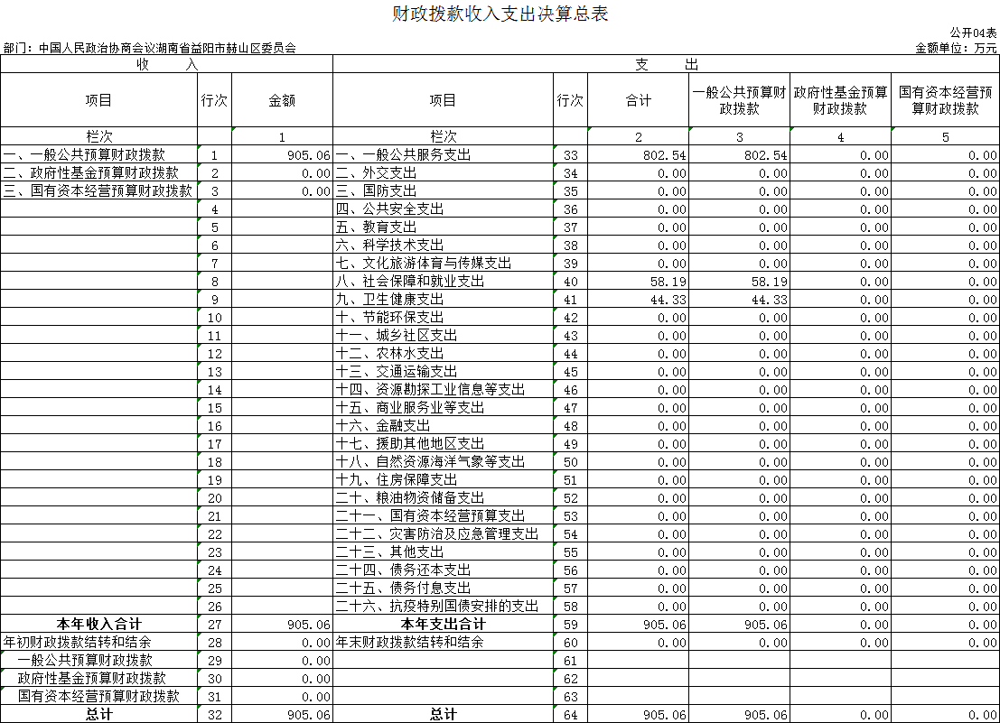 财政拨款收入支出决算总表
公开04表
部门：中国人民政治协商会议湖南省益阳市赫山区委员会 金额单位：万元
收 入 支 出
项目 行次 金额 项目 行次 合计 一般公共预算财政拨款 政府性基金预算财政拨款 国有资本经营预算财政拨款
栏次 1 栏次 2 3 4 5
一、一般公共预算财政拨款 1 905.06 一、一般公共服务支出 33 802.54 802.54 0.00 0.00
二、政府性基金预算财政拨款 2 0.00 二、外交支出 34 0.00 0.00 0.00 0.00
三、国有资本经营预算财政拨款 3 0.00 三、国防支出 35 0.00 0.00 0.00 0.00
4 四、公共安全支出 36 0.00 0.00 0.00 0.00
5 五、教育支出 37 0.00 0.00 0.00 0.00
6 六、科学技术支出 38 0.00 0.00 0.00 0.00
7 七、文化旅游体育与传媒支出 39 0.00 0.00 0.00 0.00
8 八、社会保障和就业支出 40 58.19 58.19 0.00 0.00
9 九、卫生健康支出 41 44.33 44.33 0.00 0.00
10 十、节能环保支出 42 0.00 0.00 0.00 0.00
11 十一、城乡社区支出 43 0.00 0.00 0.00 0.00
12 十二、农林水支出 44 0.00 0.00 0.00 0.00
13 十三、交通运输支出 45 0.00 0.00 0.00 0.00
14 十四、资源勘探工业信息等支出 46 0.00 0.00 0.00 0.00
15 十五、商业服务业等支出 47 0.00 0.00 0.00 0.00
16 十六、金融支出 48 0.00 0.00 0.00 0.00
17 十七、援助其他地区支出 49 0.00 0.00 0.00 0.00
18 十八、自然资源海洋气象等支出 50 0.00 0.00 0.00 0.00
19 十九、住房保障支出 51 0.00 0.00 0.00 0.00
20 二十、粮油物资储备支出 52 0.00 0.00 0.00 0.00
21 二十一、国有资本经营预算支出 53 0.00 0.00 0.00 0.00
22 二十二、灾害防治及应急管理支出 54 0.00 0.00 0.00 0.00
23 二十三、其他支出 55 0.00 0.00 0.00 0.00
24 二十四、债务还本支出 56 0.00 0.00 0.00 0.00
25 二十五、债务付息支出 57 0.00 0.00 0.00 0.00
26 二十六、抗疫特别国债安排的支出 58 0.00 0.00 0.00 0.00
本年收入合计 27 905.06 本年支出合计 59 905.06 905.06 0.00 0.00
年初财政拨款结转和结余 28 0.00 年末财政拨款结转和结余 60 0.00 0.00 0.00 0.00
一般公共预算财政拨款 29 0.00 61
政府性基金预算财政拨款 30 0.00 62
国有资本经营预算财政拨款 31 0.00 63
总计 32 905.06 总计 64 905.06 905.06 0.00 0.00